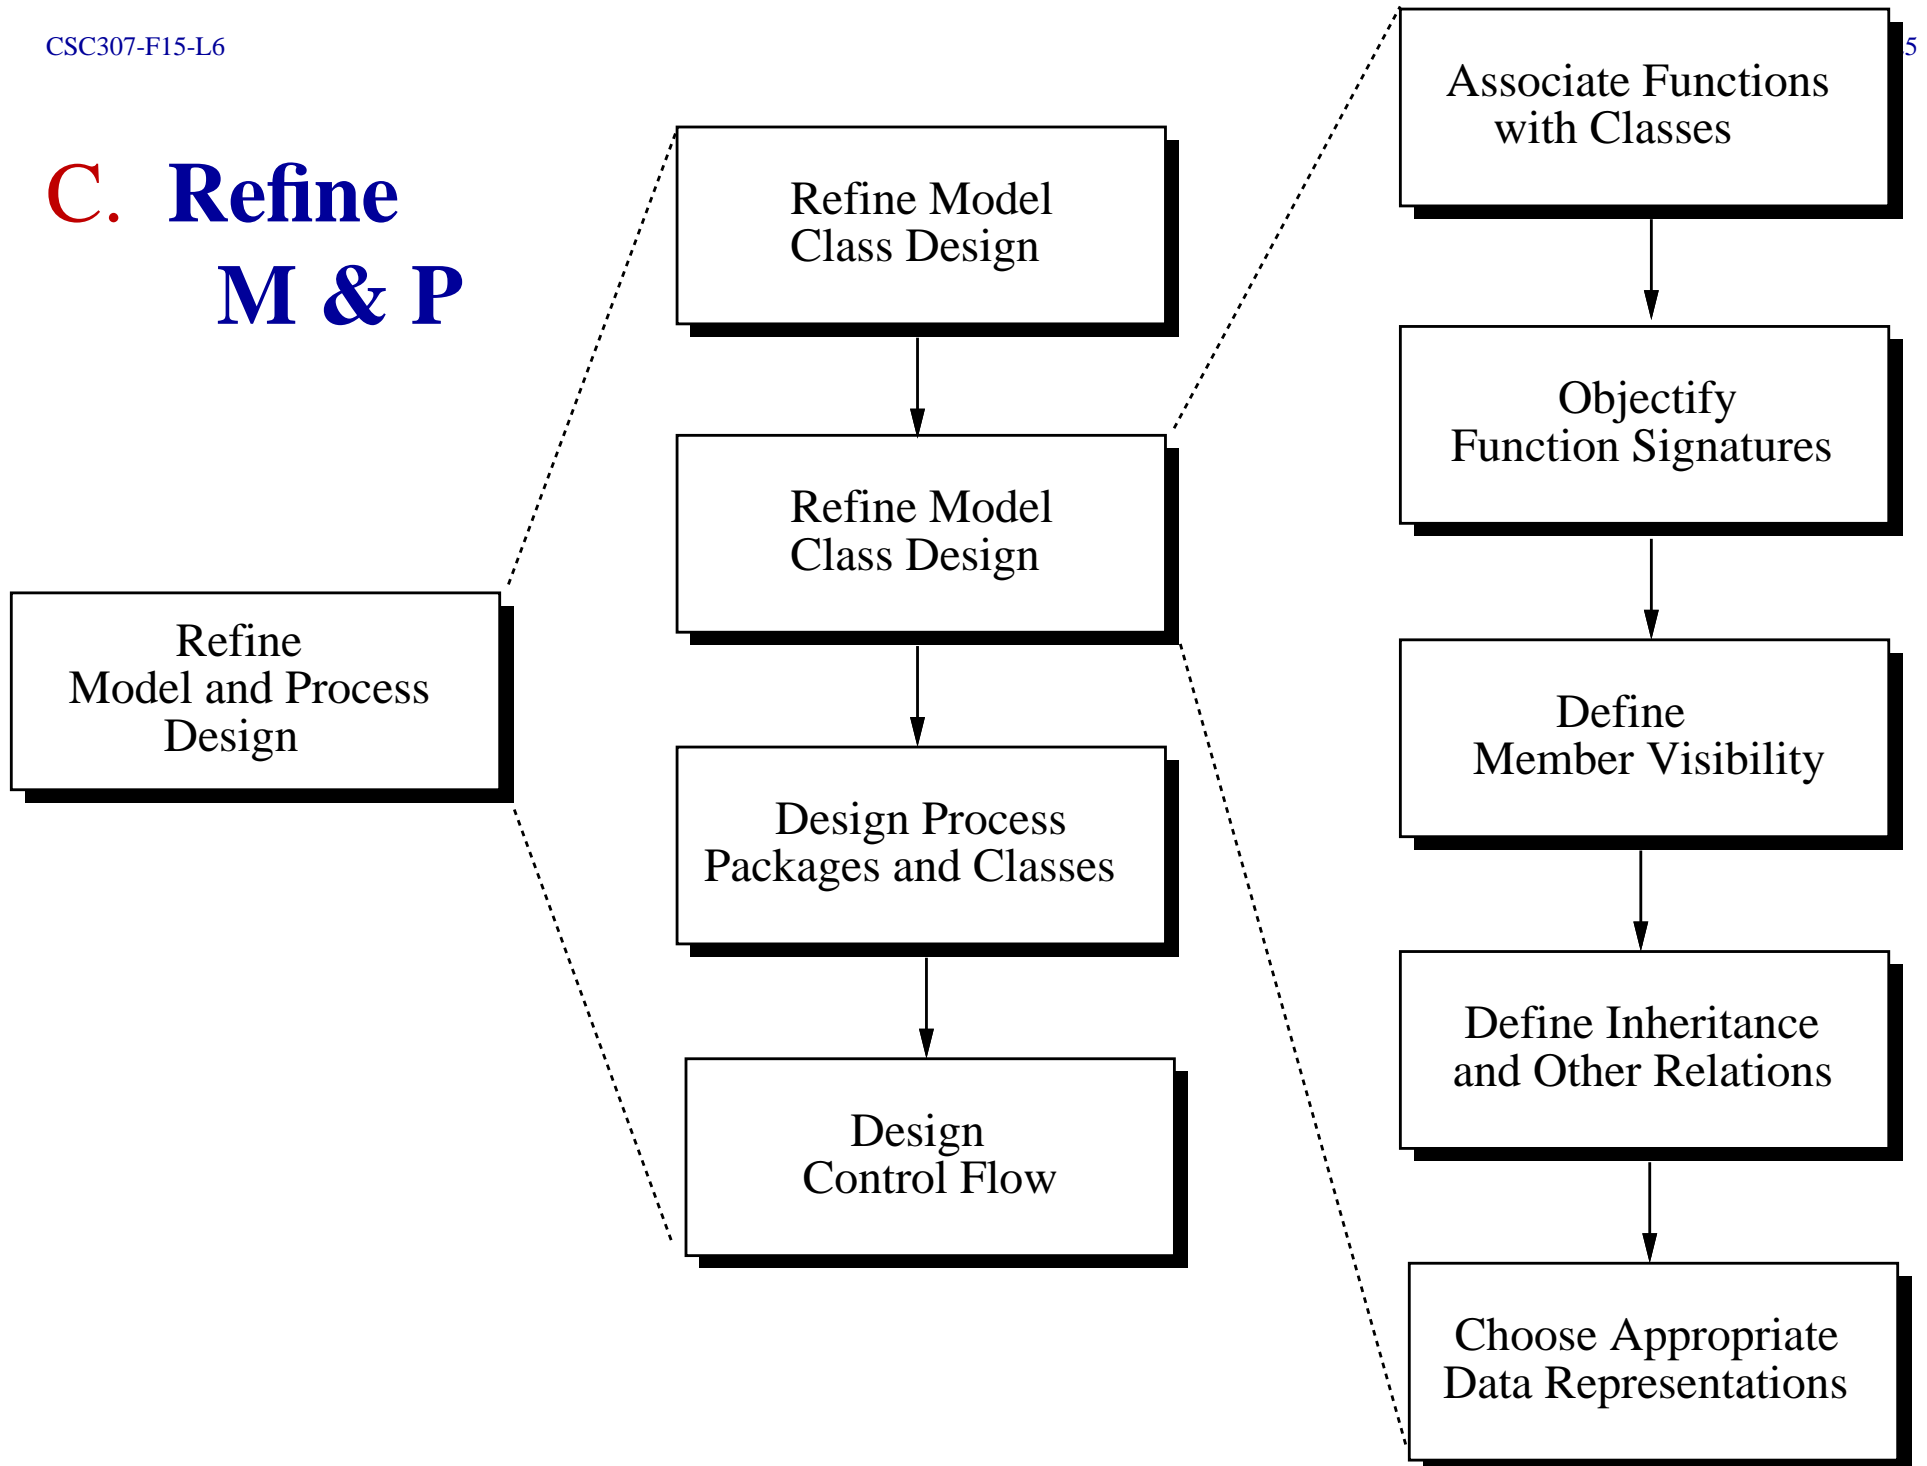 CSC307-F15-L6
5
C. Refine
M & P
Refine
Model and Process
Design
Refine Model
Class Design
Refine Model
Class Design
Design Process
Packages and Classes
Design
Control Flow
Associate Functions
with Classes
Objectify
Function Signatures
Define
Member Visibility
Define Inheritance
and Other Relations
Choose Appropriate
Data Representations